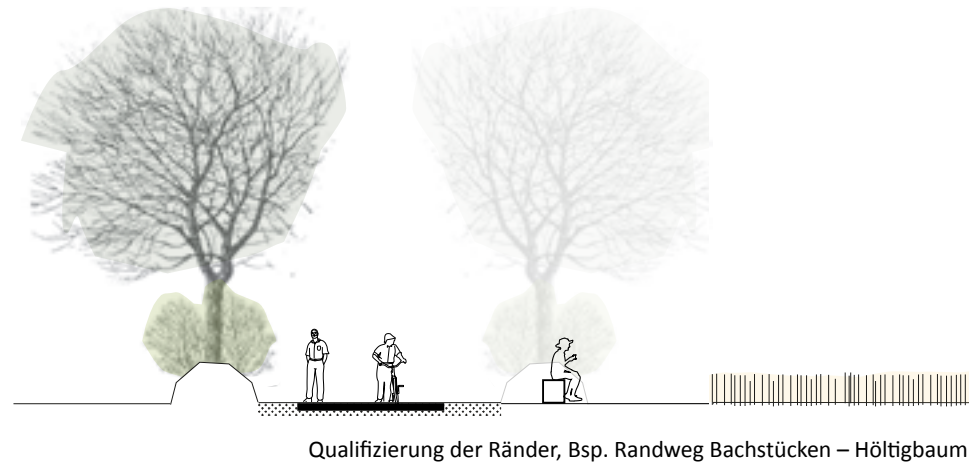 Qualifizierung der Ränder, Bsp. Randweg Bachstücken – Höltigbaum